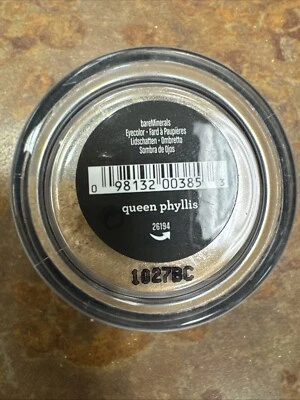 bareMinerals
Eyecolor • Fard à Paupières
Lidschatten • Ombretto
Sombra de Ojos
0 98132 00385 3
queen phyllis
26194
1027BC